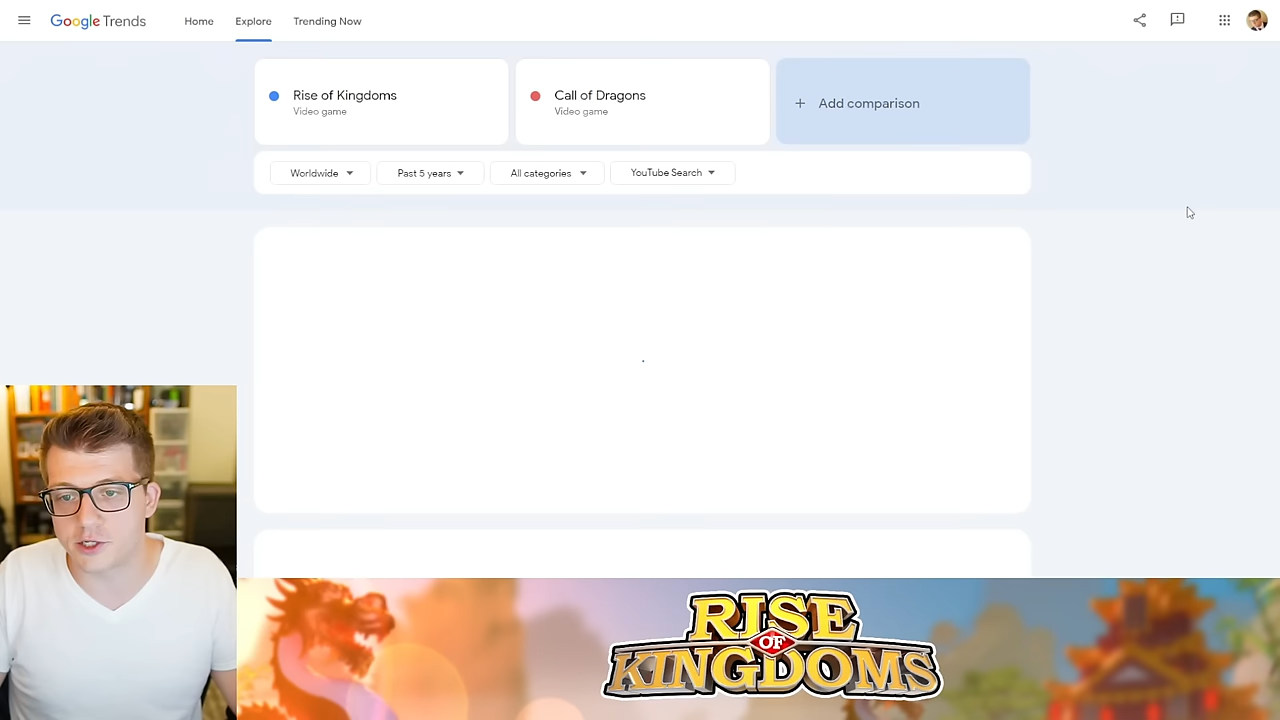 Google Trends
Home
Explore
Trending Now
Rise of Kingdoms
Video game
Call of Dragons
Video game
+ Add comparison
Worldwide
Past 5 years
All categories
YouTube Search
RISE
OF
KINGDOMS